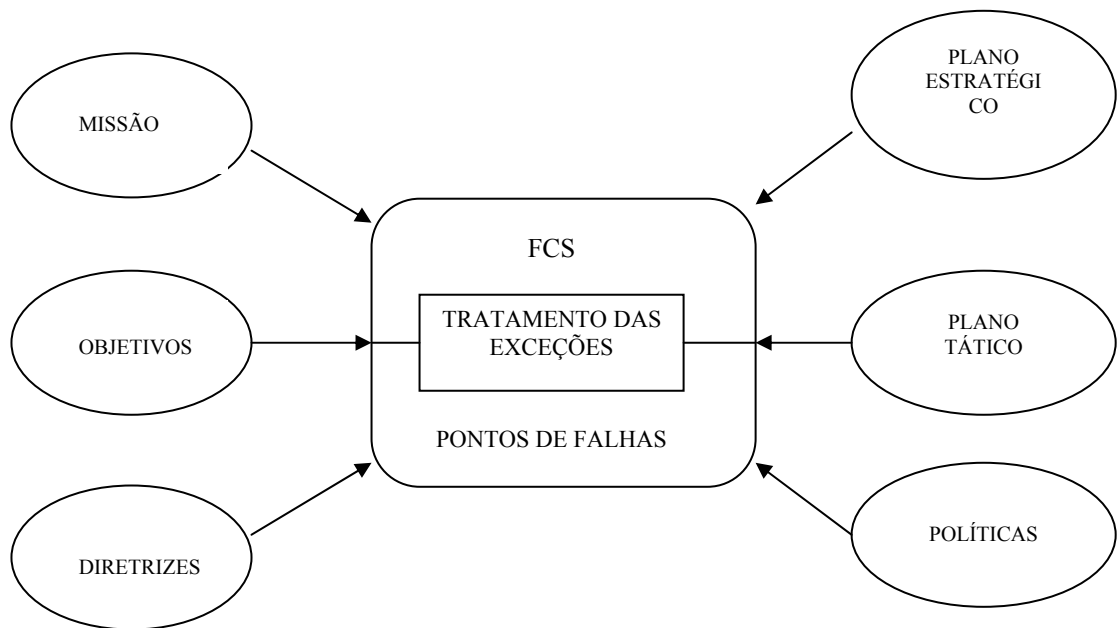 MISSÃO
OBJETIVOS
DIRETRIZES
FCS
TRATAMENTO DAS
EXCEÇÕES
PONTOS DE FALHAS
PLANO
ESTRATÉGI
CO
PLANO
TÁTICO
POLÍTICAS